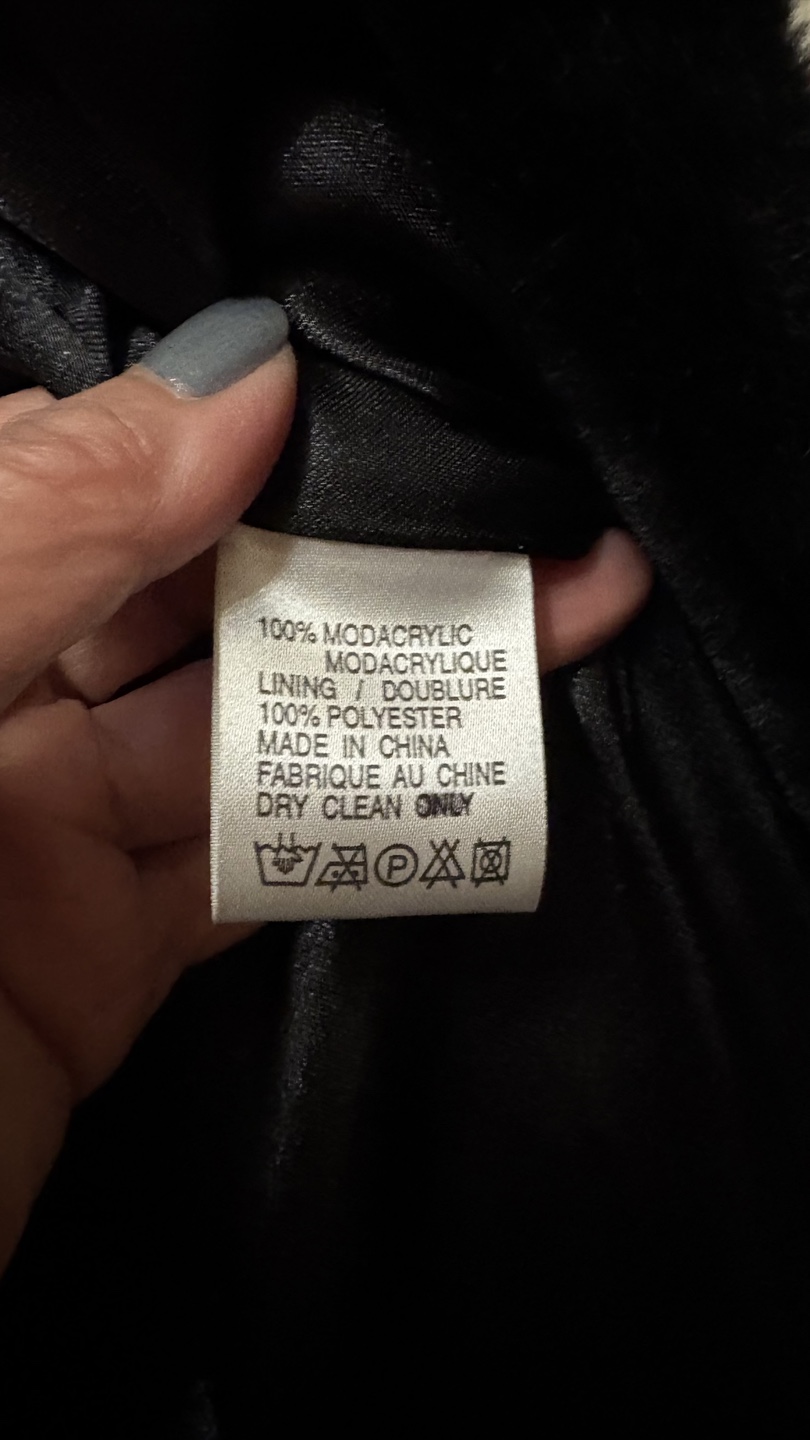 100% MODACRYLIC
MODACRYLIQUE
LINING / DOUBLURE
100% POLYESTER
MADE IN CHINA
FABRIQUE AU CHINE
DRY CLEAN ONLY
P